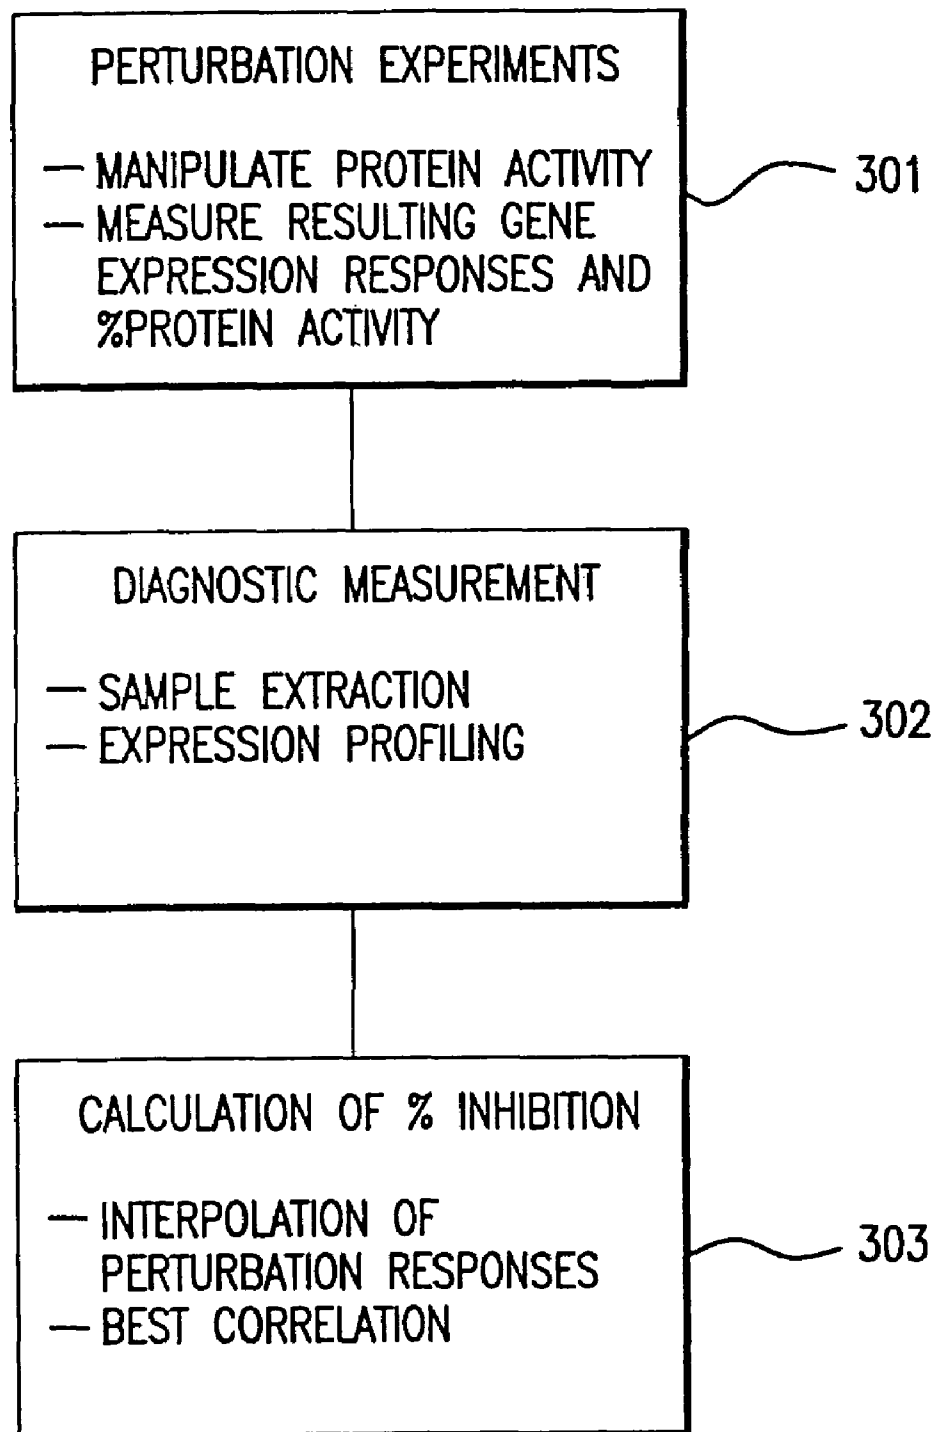 PERTURBATION EXPERIMENTS
— MANIPULATE PROTEIN ACTIVITY
— MEASURE RESULTING GENE
EXPRESSION RESPONSES AND
%PROTEIN ACTIVITY
301
DIAGNOSTIC MEASUREMENT
— SAMPLE EXTRACTION
— EXPRESSION PROFILING
302
CALCULATION OF % INHIBITION
— INTERPOLATION OF
PERTURBATION RESPONSES
— BEST CORRELATION
303